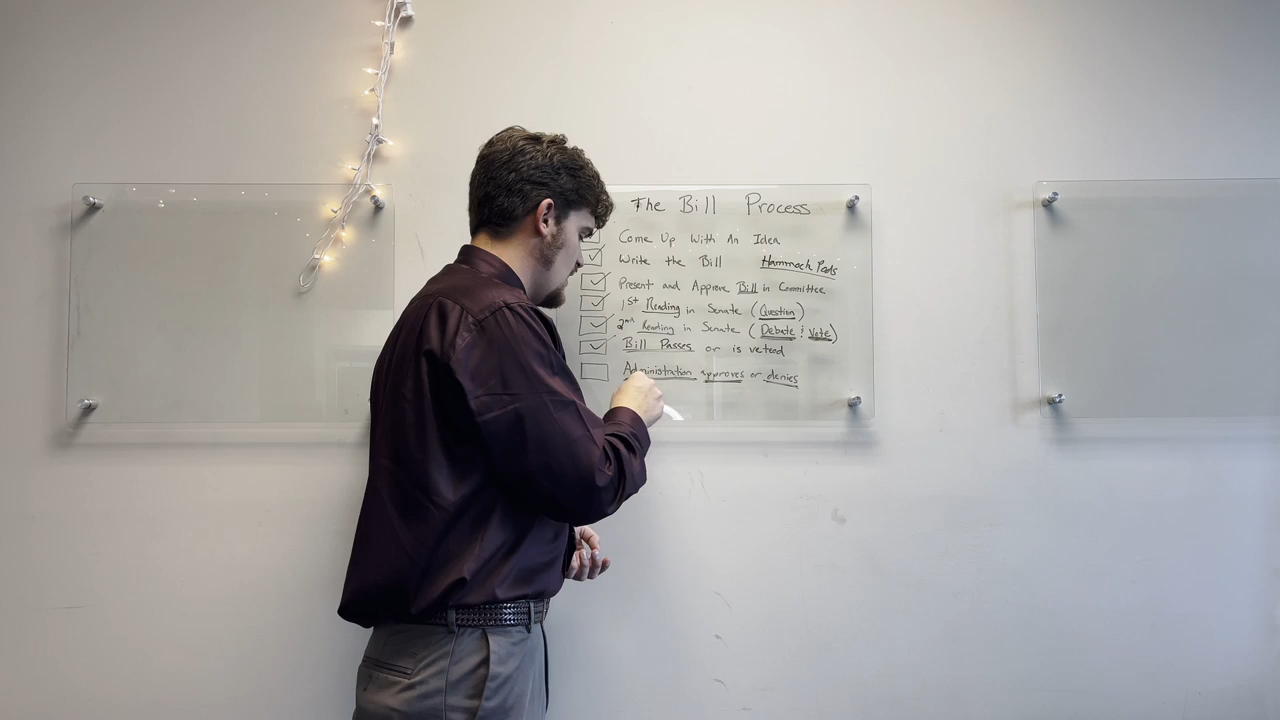 The Bill Process
Come Up With An Idea
Write the Bill Hammock Pads
Present and Approve Bill in Committee
1st Reading in Senate (Question)
2nd Reading in Senate (Debate & Vote)
Bill Passes or is vetoed
Administration approves or denies